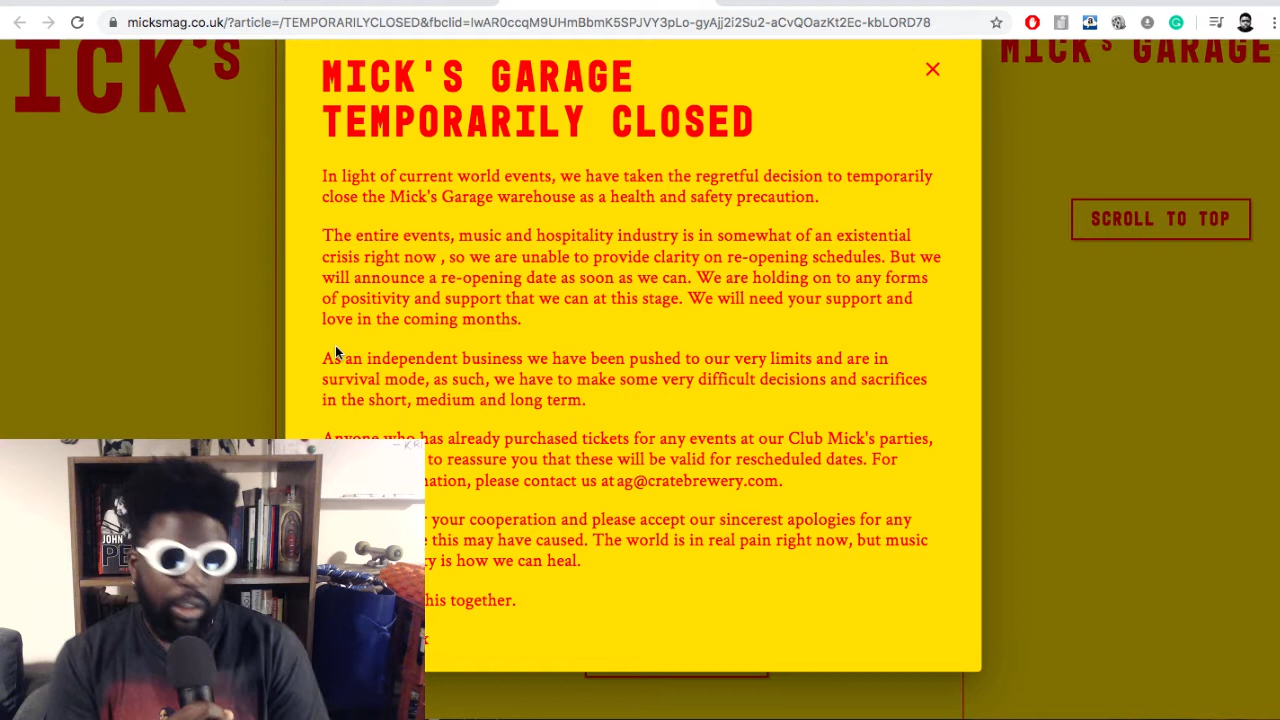 micksmag.co.uk/?article=/TEMPORARILYCLOSED&fbclid=IwAR0ccqM9UHmBbmK5SPJVY3pLo-gyAjj2i2Su2-aCvQOazKt2Ec-kbLORD78
ICK's
MICK's GARAGE
MICK'S GARAGE
TEMPORARILY CLOSED
In light of current world events, we have taken the regretful decision to temporarily
close the Mick's Garage warehouse as a health and safety precaution.
SCROLL TO TOP
The entire events, music and hospitality industry is in somewhat of an existential
crisis right now , so we are unable to provide clarity on re-opening schedules. But we
will announce a re-opening date as soon as we can. We are holding on to any forms
of positivity and support that we can at this stage. We will need your support and
love in the coming months.
As an independent business we have been pushed to our very limits and are in
survival mode, as such, we have to make some very difficult decisions and sacrifices
in the short, medium and long term.
Anyone who has already purchased tickets for any events at our Club Mick's parties,
to reassure you that these will be valid for rescheduled dates. For
please contact us at ag@cratebrewery.com.
your cooperation and please accept our sincerest apologies for any
this may have caused. The world is in real pain right now, but music
is how we can heal.
this together.
JOHN